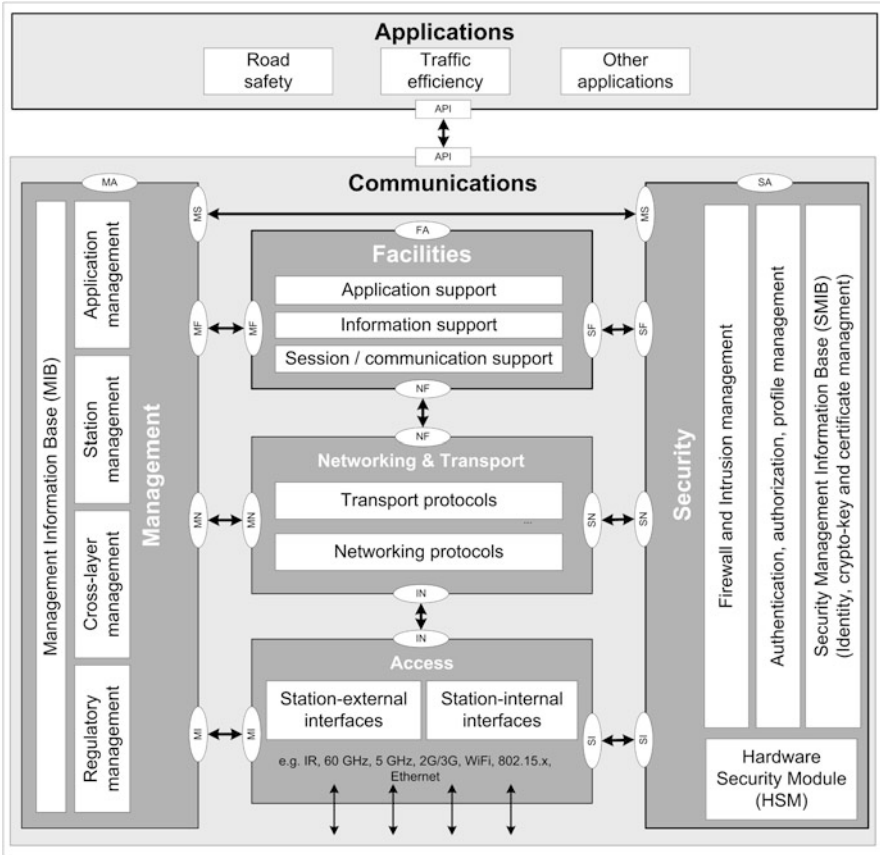 Applications
Road
safety
Traffic
efficiency
Other
applications
API
API
Communications
MA
SA
MS
MS
Management Information Base (MIB)
Application
management
Station
management
Cross-layer
management
Regulatory
management
Management
FA
Facilities
Application support
Information support
Session / communication support
MF
MF
SF
SF
NF
NF
Networking & Transport
Transport protocols
...
Networking protocols
MN
MN
SN
SN
IN
IN
Access
Station-external
interfaces
Station-internal
interfaces
MI
MI
SI
SI
e.g. IR, 60 GHz, 5 GHz, 2G/3G, WiFi, 802.15.x,
Ethernet
Security
Firewall and Intrusion management
Authentication, authorization, profile management
Security Management Information Base (SMIB)
(Identity, crypto-key and certificate managment)
Hardware
Security Module
(HSM)